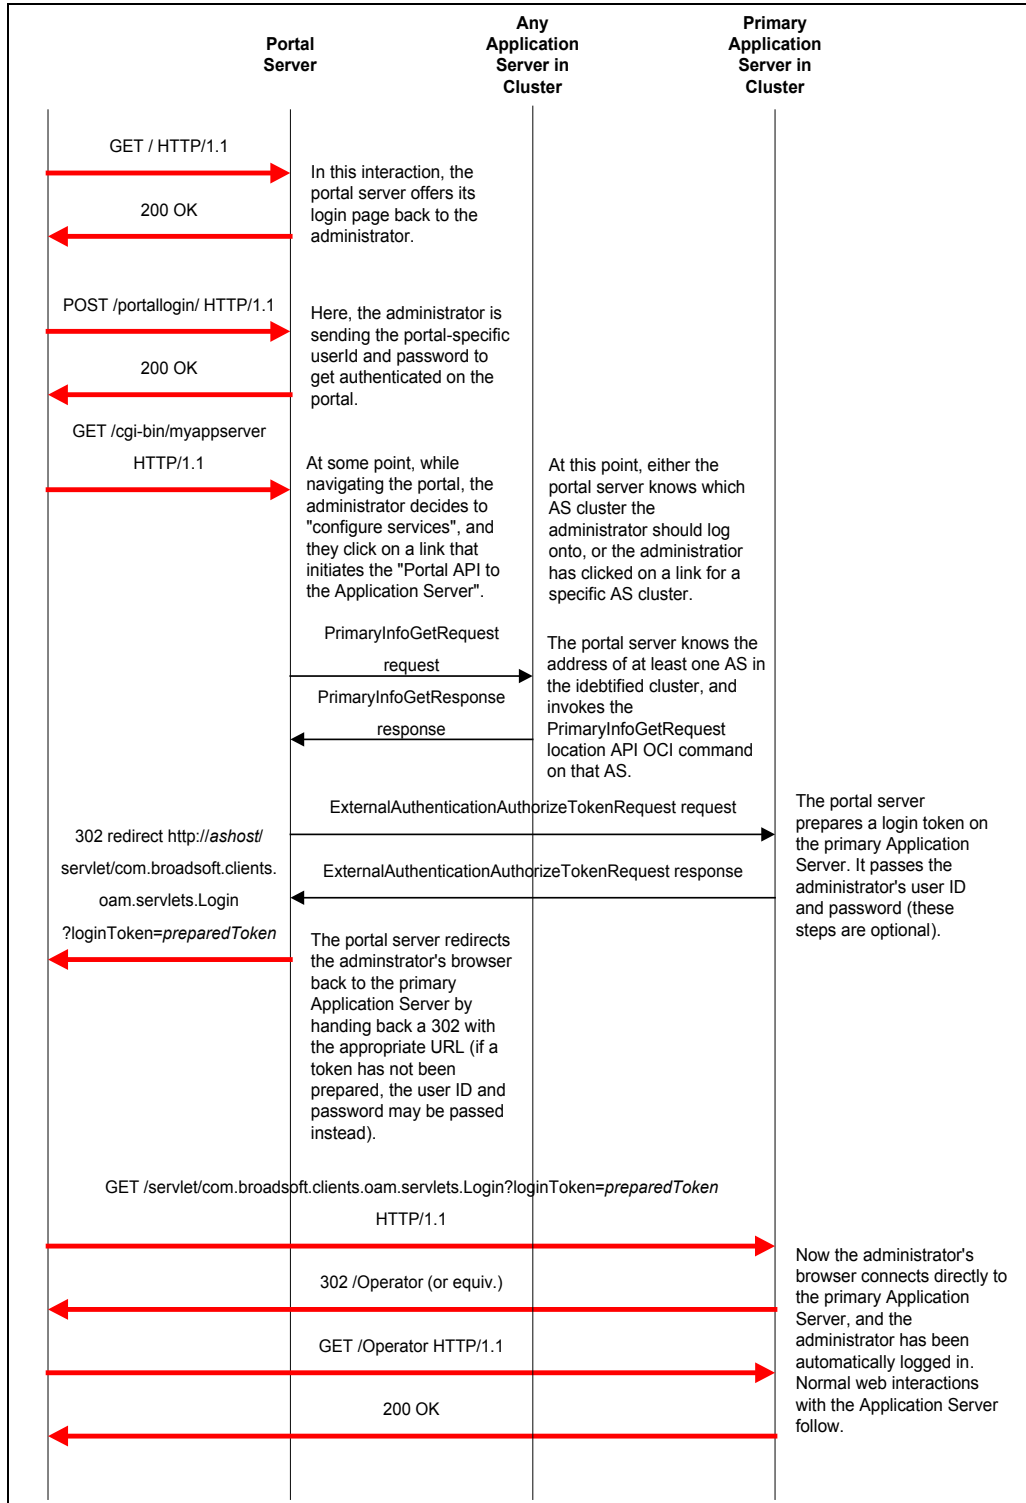 Portal
Server
Any
Application
Server in
Cluster
Primary
Application
Server in
Cluster
GET / HTTP/1.1
200 OK
In this interaction, the
portal server offers its
login page back to the
administrator.
POST /portallogin/ HTTP/1.1
200 OK
Here, the administrator is
sending the portal-specific
userId and password to
get authenticated on the
portal.
GET /cgi-bin/myappserver
HTTP/1.1
At some point, while
navigating the portal, the
administrator decides to
"configure services", and
they click on a link that
initiates the "Portal API to
the Application Server".
At this point, either the
portal server knows which
AS cluster the
administrator should log
onto, or the administratior
has clicked on a link for a
specific AS cluster.
PrimaryInfoGetRequest
request
PrimaryInfoGetResponse
response
The portal server knows the
address of at least one AS in
the idebtified cluster, and
invokes the
PrimaryInfoGetRequest
location API OCI command
on that AS.
ExternalAuthenticationAuthorizeTokenRequest request
ExternalAuthenticationAuthorizeTokenRequest response
The portal server
prepares a login token on
the primary Application
Server. It passes the
administrator's user ID
and password (these
steps are optional).
302 redirect http://ashost/
servlet/com.broadsoft.clients.
oam.servlets.Login
?loginToken=preparedToken
The portal server redirects
the adminstrator's browser
back to the primary
Application Server by
handing back a 302 with
the appropriate URL (if a
token has not been
prepared, the user ID and
password may be passed
instead).
GET /servlet/com.broadsoft.clients.oam.servlets.Login?loginToken=preparedToken
HTTP/1.1
302 /Operator (or equiv.)
GET /Operator HTTP/1.1
200 OK
Now the administrator's
browser connects directly to
the primary Application
Server, and the
administrator has been
automatically logged in.
Normal web interactions
with the Application Server
follow.